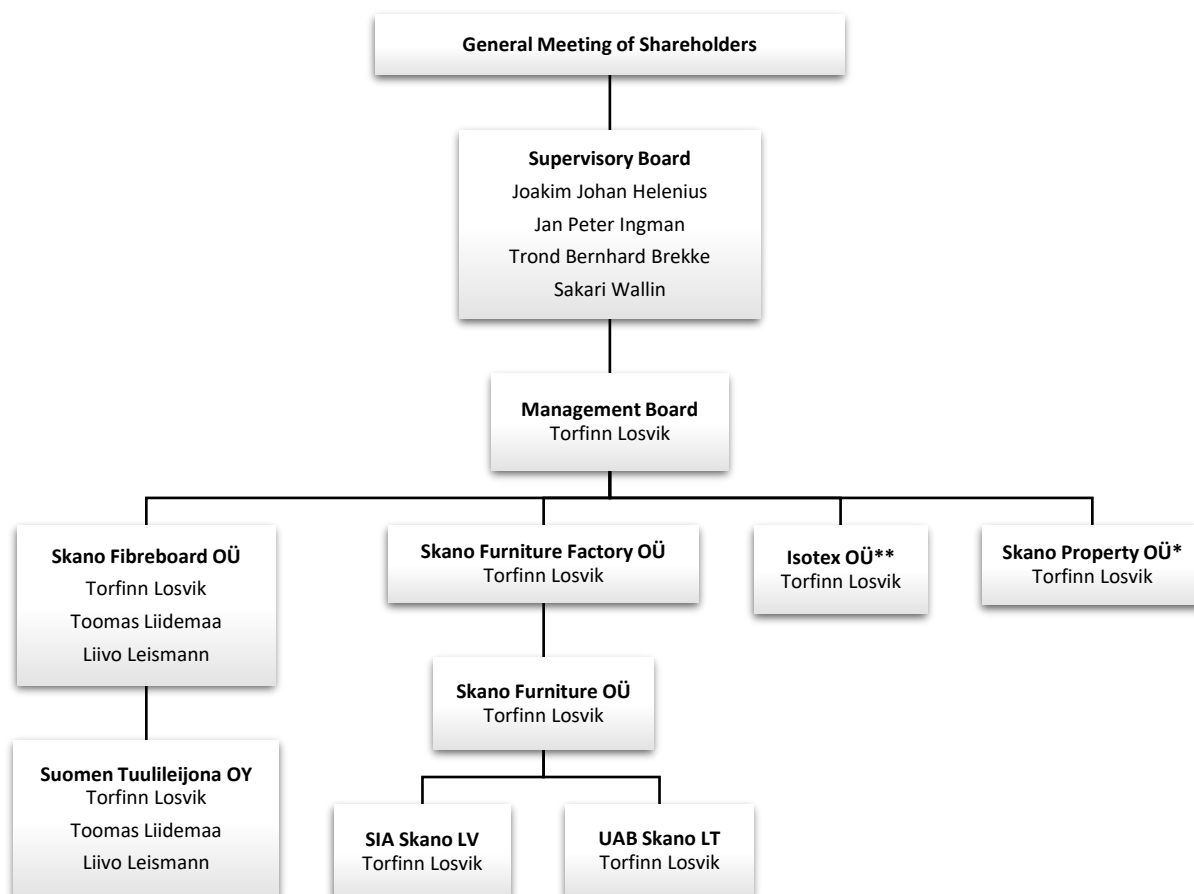 General Meeting of Shareholders
Supervisory Board
Joakim Johan Helenius
Jan Peter Ingman
Trond Bernhard Brekke
Sakari Wallin
Management Board
Torfinn Losvik
Skano Fibreboard OÜ
Torfinn Losvik
Toomas Liidemaa
Liivo Leismann
Skano Furniture Factory OÜ
Torfinn Losvik
Isotex OÜ**
Torfinn Losvik
Skano Property OÜ*
Torfinn Losvik
Skano Furniture OÜ
Torfinn Losvik
Suomen Tuulileijona OY
Torfinn Losvik
Toomas Liidemaa
Liivo Leismann
SIA Skano LV
Torfinn Losvik
UAB Skano LT
Torfinn Losvik